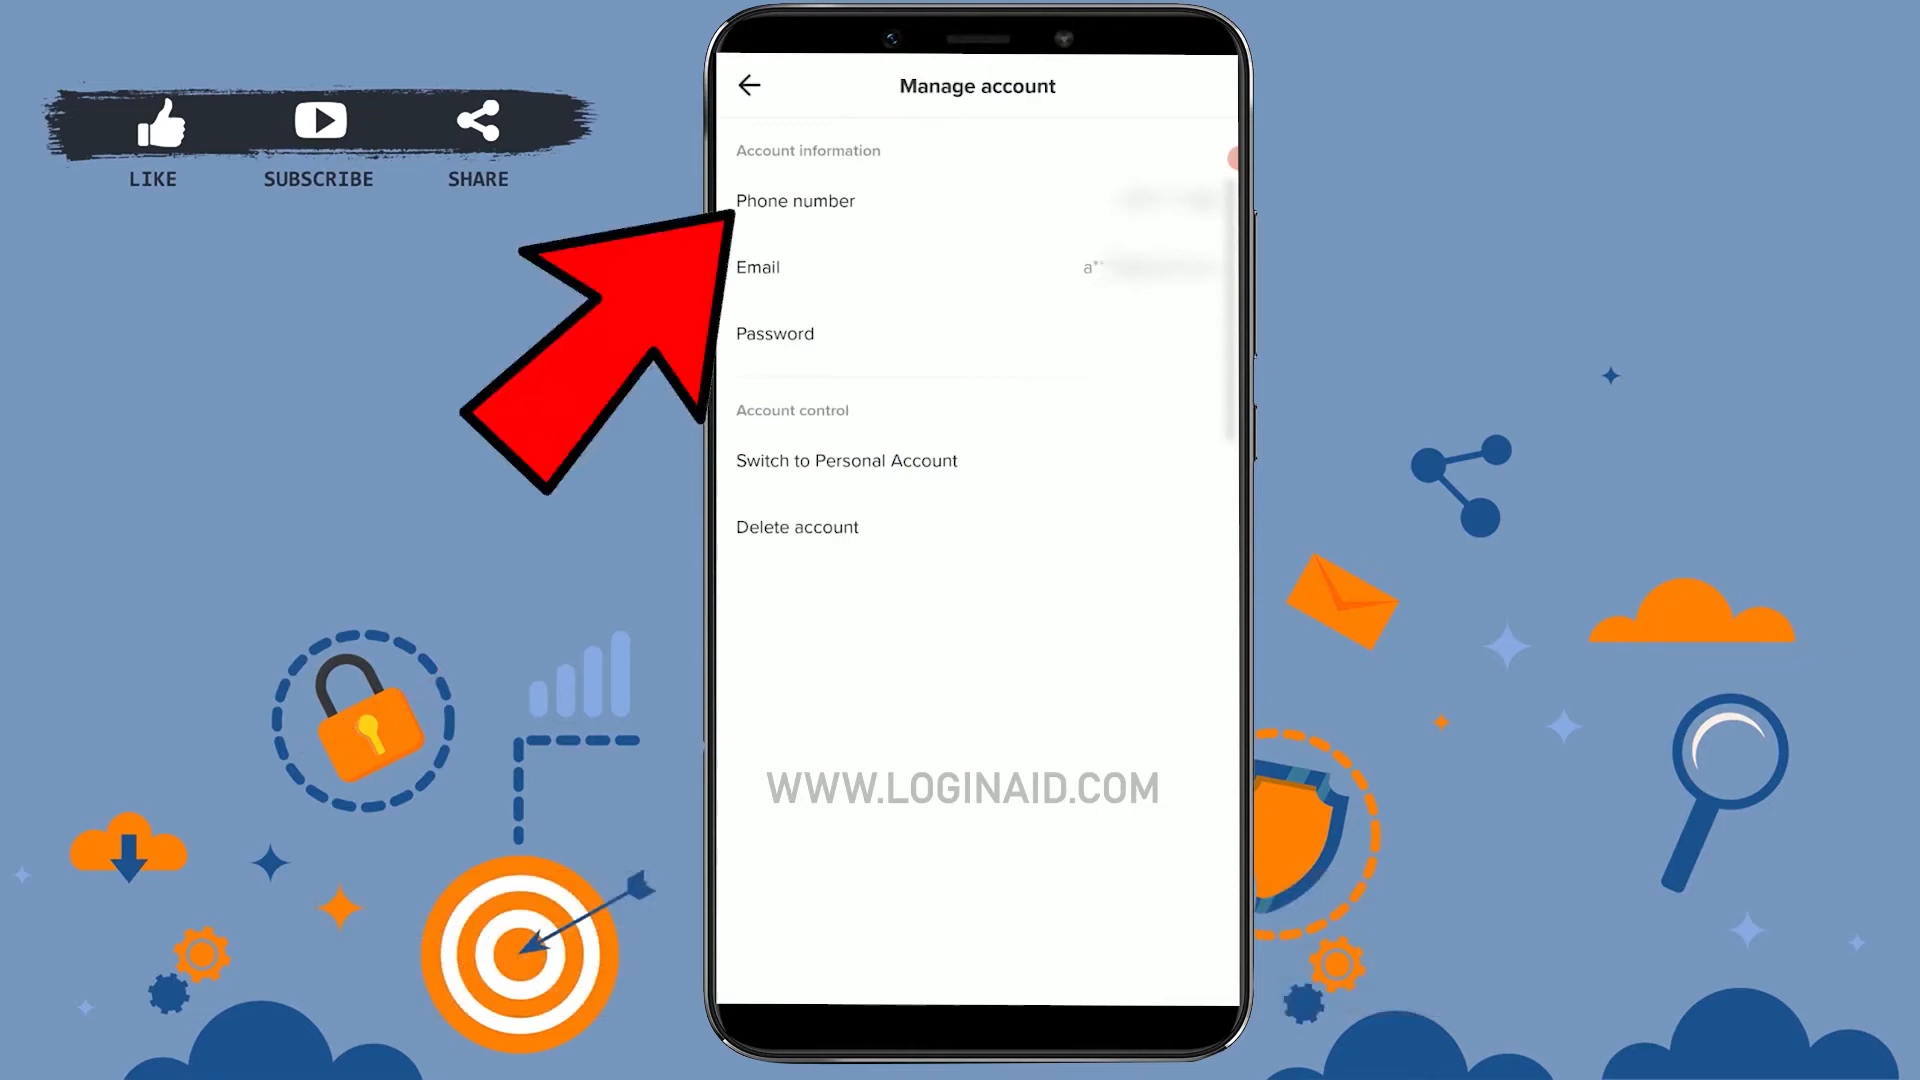 LIKE SUBSCRIBE SHARE
Manage account
Account information
Phone number
Email a**
Password
Account control
Switch to Personal Account
Delete account
WWW.LOGINAID.COM